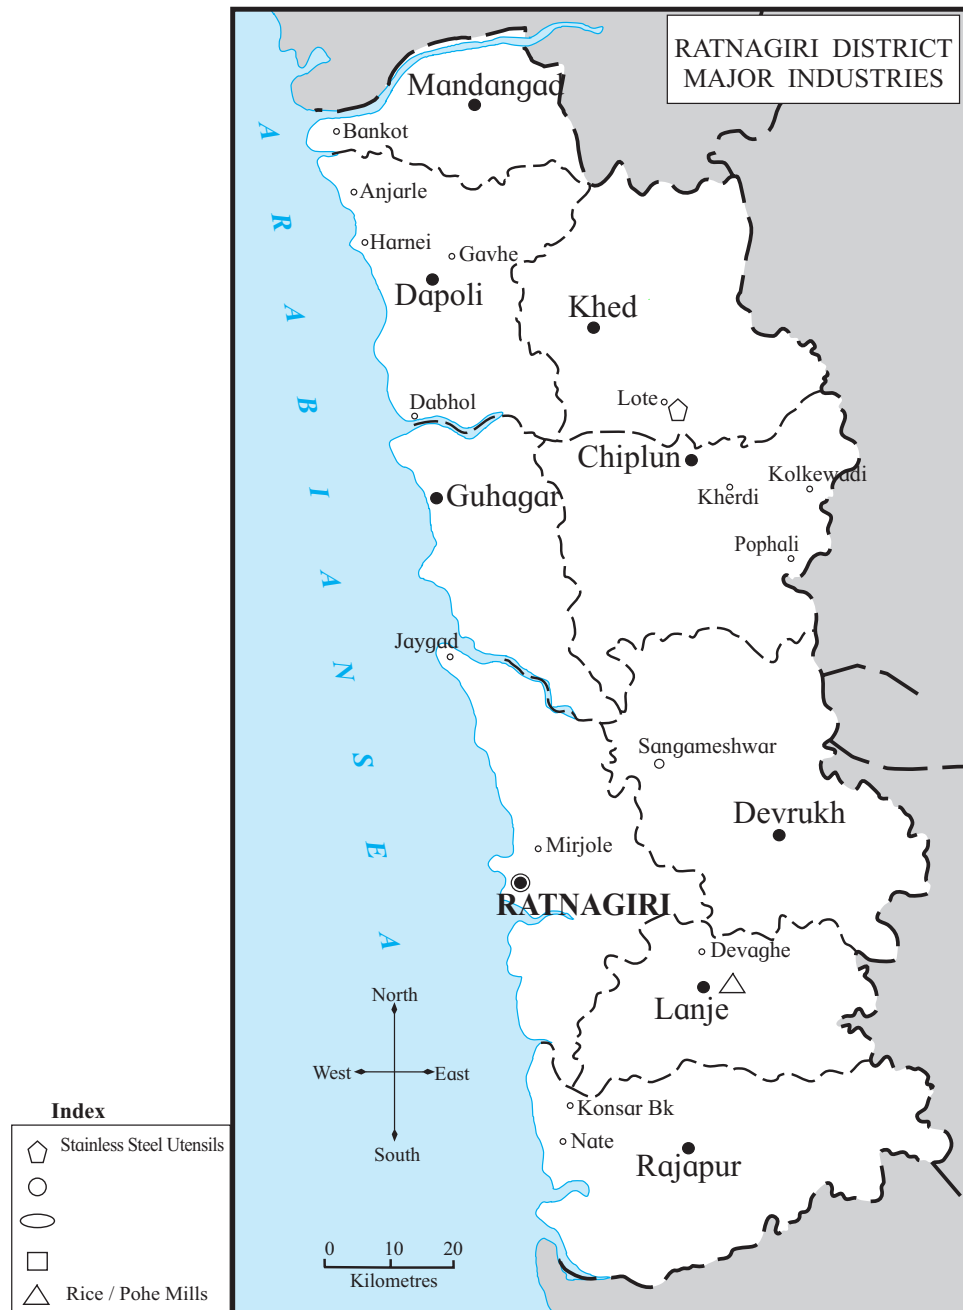 RATNAGIRI DISTRICT
MAJOR INDUSTRIES
Mandangad
Bankot
Anjarle
Harnei
Gavhe
Dapoli
Khed
Dabhol
Lote
Chiplun
Kherdi
Kolkewadi
Guhagar
Pophali
Jaygad
Sangameshwar
Devrukh
Mirjole
RATNAGIRI
Devaghe
Lanje
Konsar Bk
Nate
Rajapur
ARABIAN SEA
North
West
East
South
0 10 20
Kilometres
Index
Stainless Steel Utensils
Rice / Pohe Mills